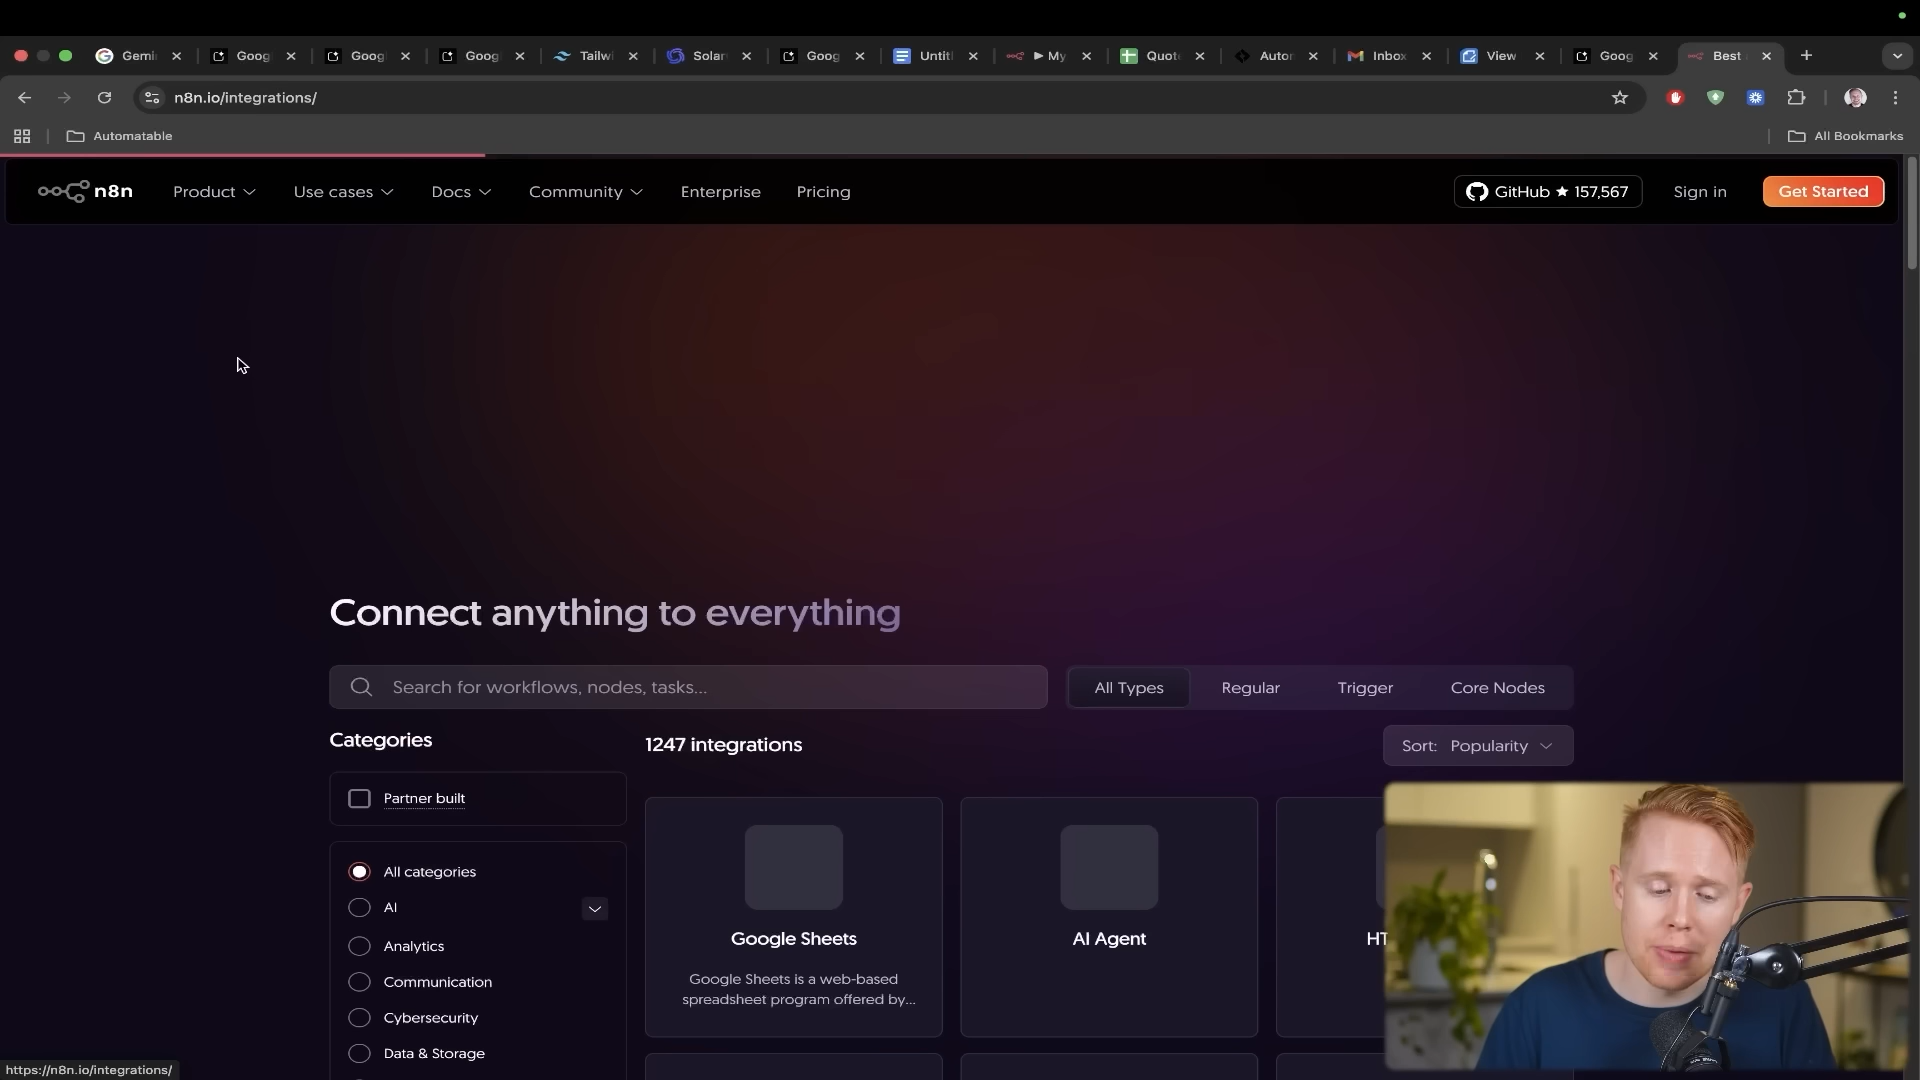 Gemi
Goog
Goog
Goog
Tailwi
Solar
Goog
Untit
▶ My
Quot
Auton
Inbox
View
Goog
Best
n8n.io/integrations/
Automatable
All Bookmarks
n8n
Product
Use cases
Docs
Community
Enterprise
Pricing
GitHub ★ 157,567
Sign in
Get Started
Connect anything to everything
Search for workflows, nodes, tasks...
All Types
Regular
Trigger
Core Nodes
Categories
1247 integrations
Sort: Popularity
Partner built
All categories
AI
Analytics
Communication
Cybersecurity
Data & Storage
Google Sheets
Google Sheets is a web-based
spreadsheet program offered by...
AI Agent
HT
https://n8n.io/integrations/